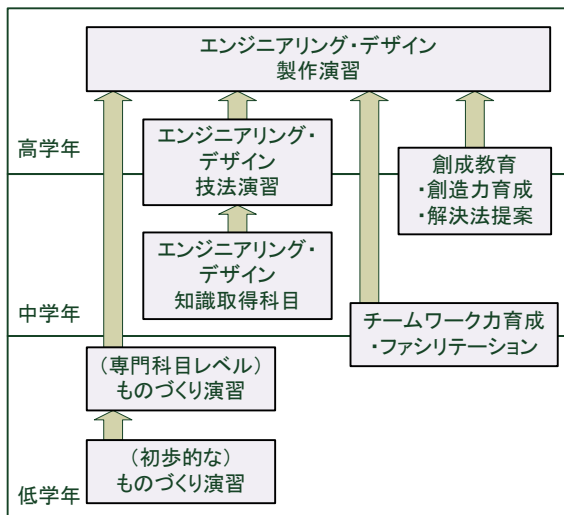 エンジニアリング・デザイン
製作演習
高学年
エンジニアリング・
デザイン
技法演習
創成教育
・創造力育成
・解決法提案
エンジニアリング・
デザイン
知識取得科目
中学年
チームワーク力育成
・ファシリテーション
(専門科目レベル)
ものづくり演習
(初歩的な)
ものづくり演習
低学年